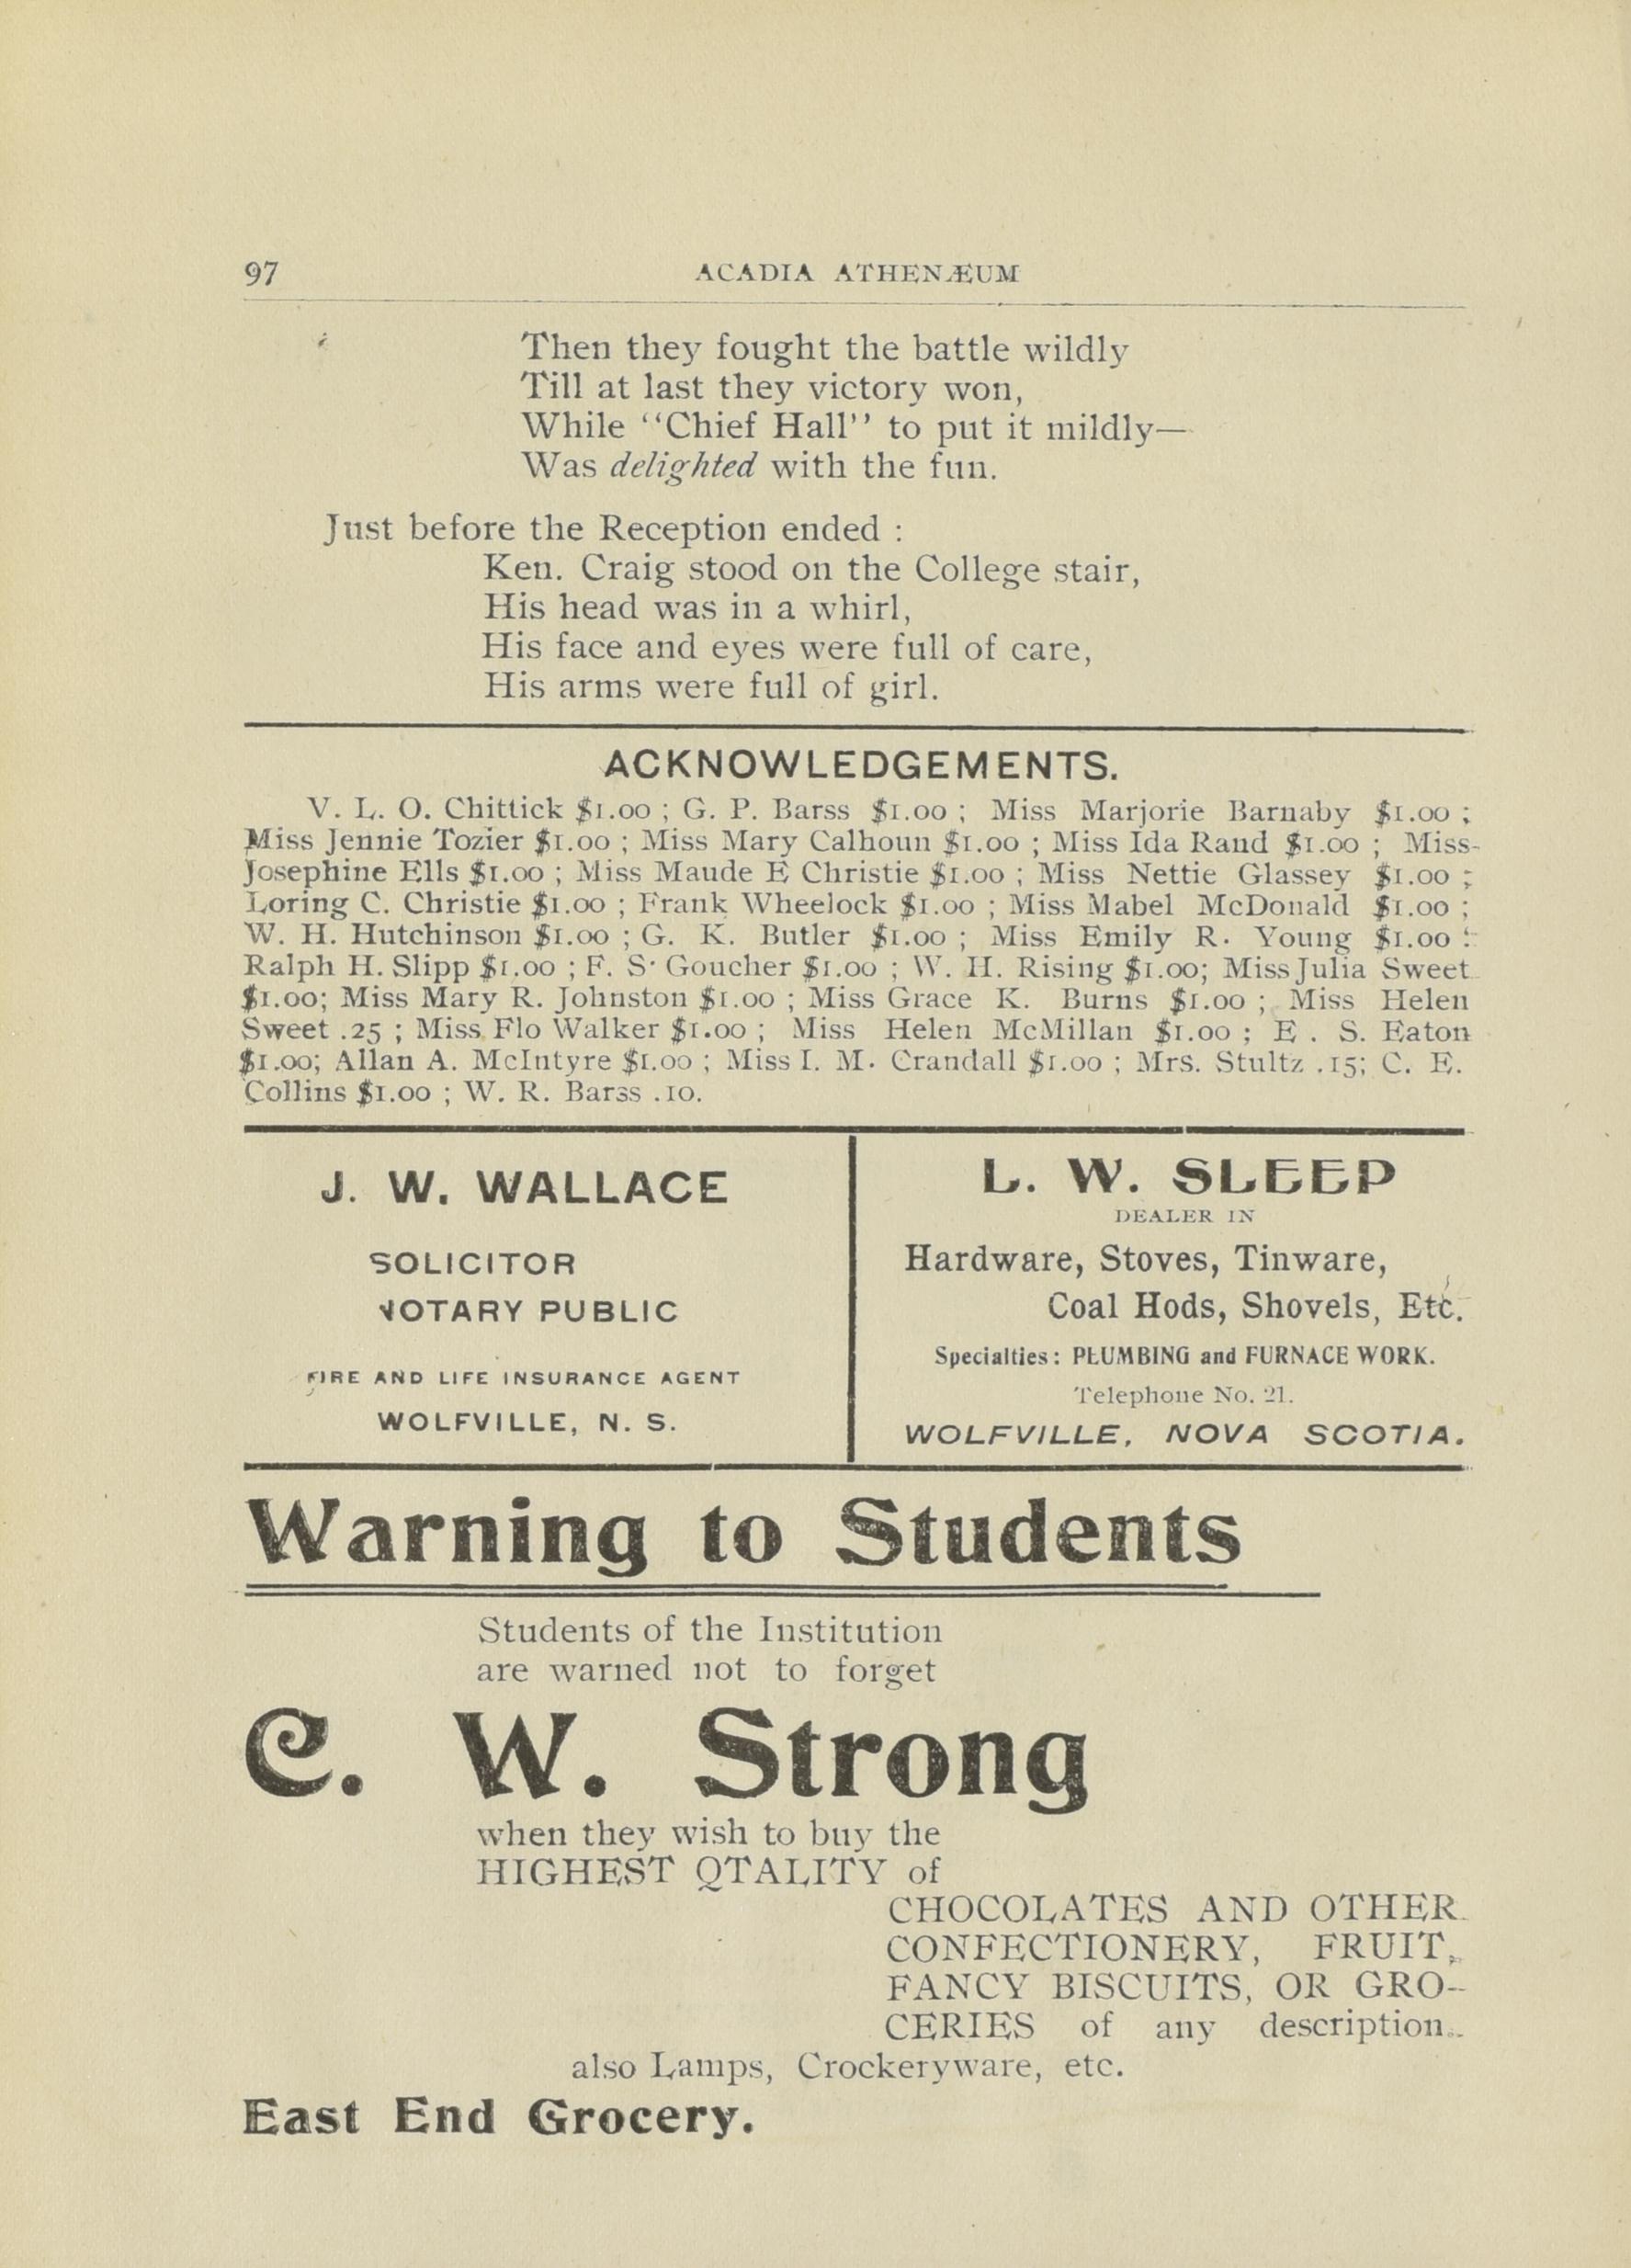 97 ACADIA ATHENÆUM
Then they fought the battle wildly
Till at last they victory won,
While "Chief Hall" to put it mildly—
Was delighted with the fun.
Just before the Reception ended :
Ken. Craig stood on the College stair,
His head was in a whirl,
His face and eyes were full of care,
His arms were full of girl.
ACKNOWLEDGEMENTS.
V. L. O. Chittick $1.00 ; G. P. Barss $1.00 ; Miss Marjorie Barnaby $1.00 ;
Miss Jennie Tozier $1.00 ; Miss Mary Calhoun $1.00 ; Miss Ida Rand $1.00 ; Miss
Josephine Ells $1.00 ; Miss Maude E Christie $1.00 ; Miss Nettie Glassey $1.00 ;
Loring C. Christie $1.00 ; Frank Wheelock $1.00 ; Miss Mabel McDonald $1.00 ;
W. H. Hutchinson $1.00 ; G. K. Butler $1.00 ; Miss Emily R. Young $1.00 :
Ralph H. Slipp $1.00 ; F. S. Goucher $1.00 ; W. H. Rising $1.00; Miss Julia Sweet
$1.00; Miss Mary R. Johnston $1.00 ; Miss Grace K. Burns $1.00 ; Miss Helen
Sweet .25 ; Miss Flo Walker $1.00 ; Miss Helen McMillan $1.00 ; E . S. Eaton
$1.00; Allan A. McIntyre $1.00 ; Miss I. M. Crandall $1.00 ; Mrs. Stultz .15; C. E.
Collins $1.00 ; W. R. Barss .10.
J. W. WALLACE
SOLICITOR
NOTARY PUBLIC
FIRE AND LIFE INSURANCE AGENT
WOLFVILLE, N. S.
L. W. SLEEP
DEALER IN
Hardware, Stoves, Tinware,
Coal Hods, Shovels, Etc.
Specialties: PLUMBING and FURNACE WORK.
Telephone No. 21.
WOLFVILLE, NOVA SCOTIA.
Warning to Students
Students of the Institution
are warned not to forget
C. W. Strong
when they wish to buy the
HIGHEST QTALITY of
CHOCOLATES AND OTHER
CONFECTIONERY, FRUIT,
FANCY BISCUITS, OR GRO-
CERIES of any description.
also Lamps, Crockeryware, etc.
East End Grocery.